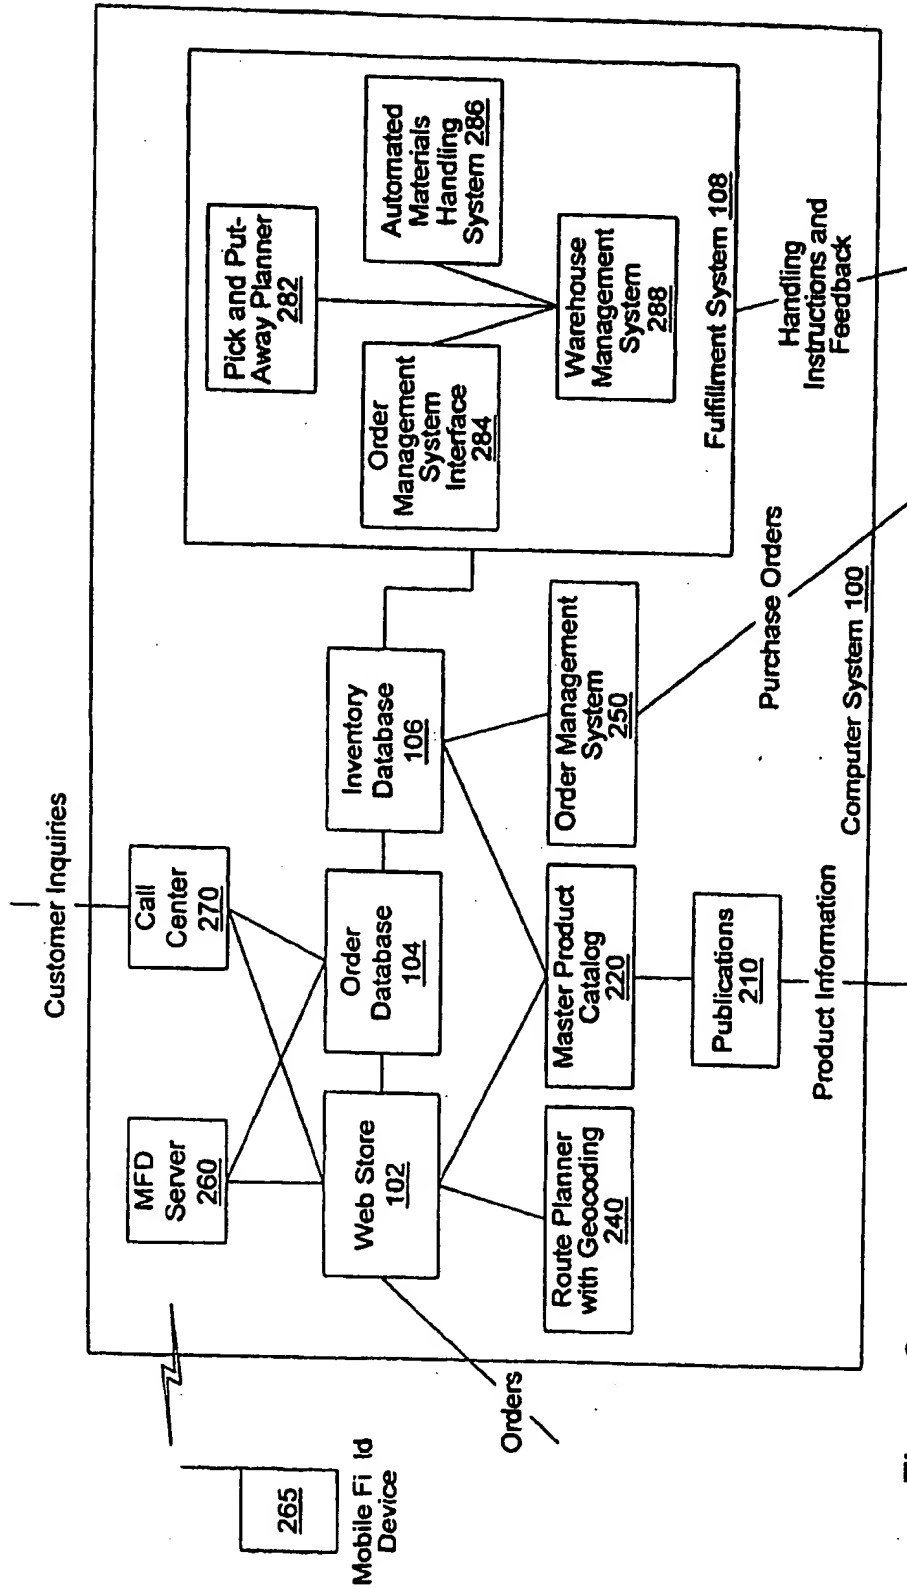 Customer Inquiries
MFD
Server
260
Call
Center
270
265
Mobile Fi ld
Device
Web Store
102
Order
Database
104
Inventory
Database
106
Pick and Put-
Away Planner
282
Order
Management
System
Interface
284
Automated
Materials
Handling
System 286
Warehouse
Management
System
288
Fulfillment System 108
Route Planner
with Geocoding
240
Master Product
Catalog
220
Order Management
System
250
Publications
210
Orders
Purchase Orders
Handling
Instructions and
Feedback
Product Information
Computer System 100